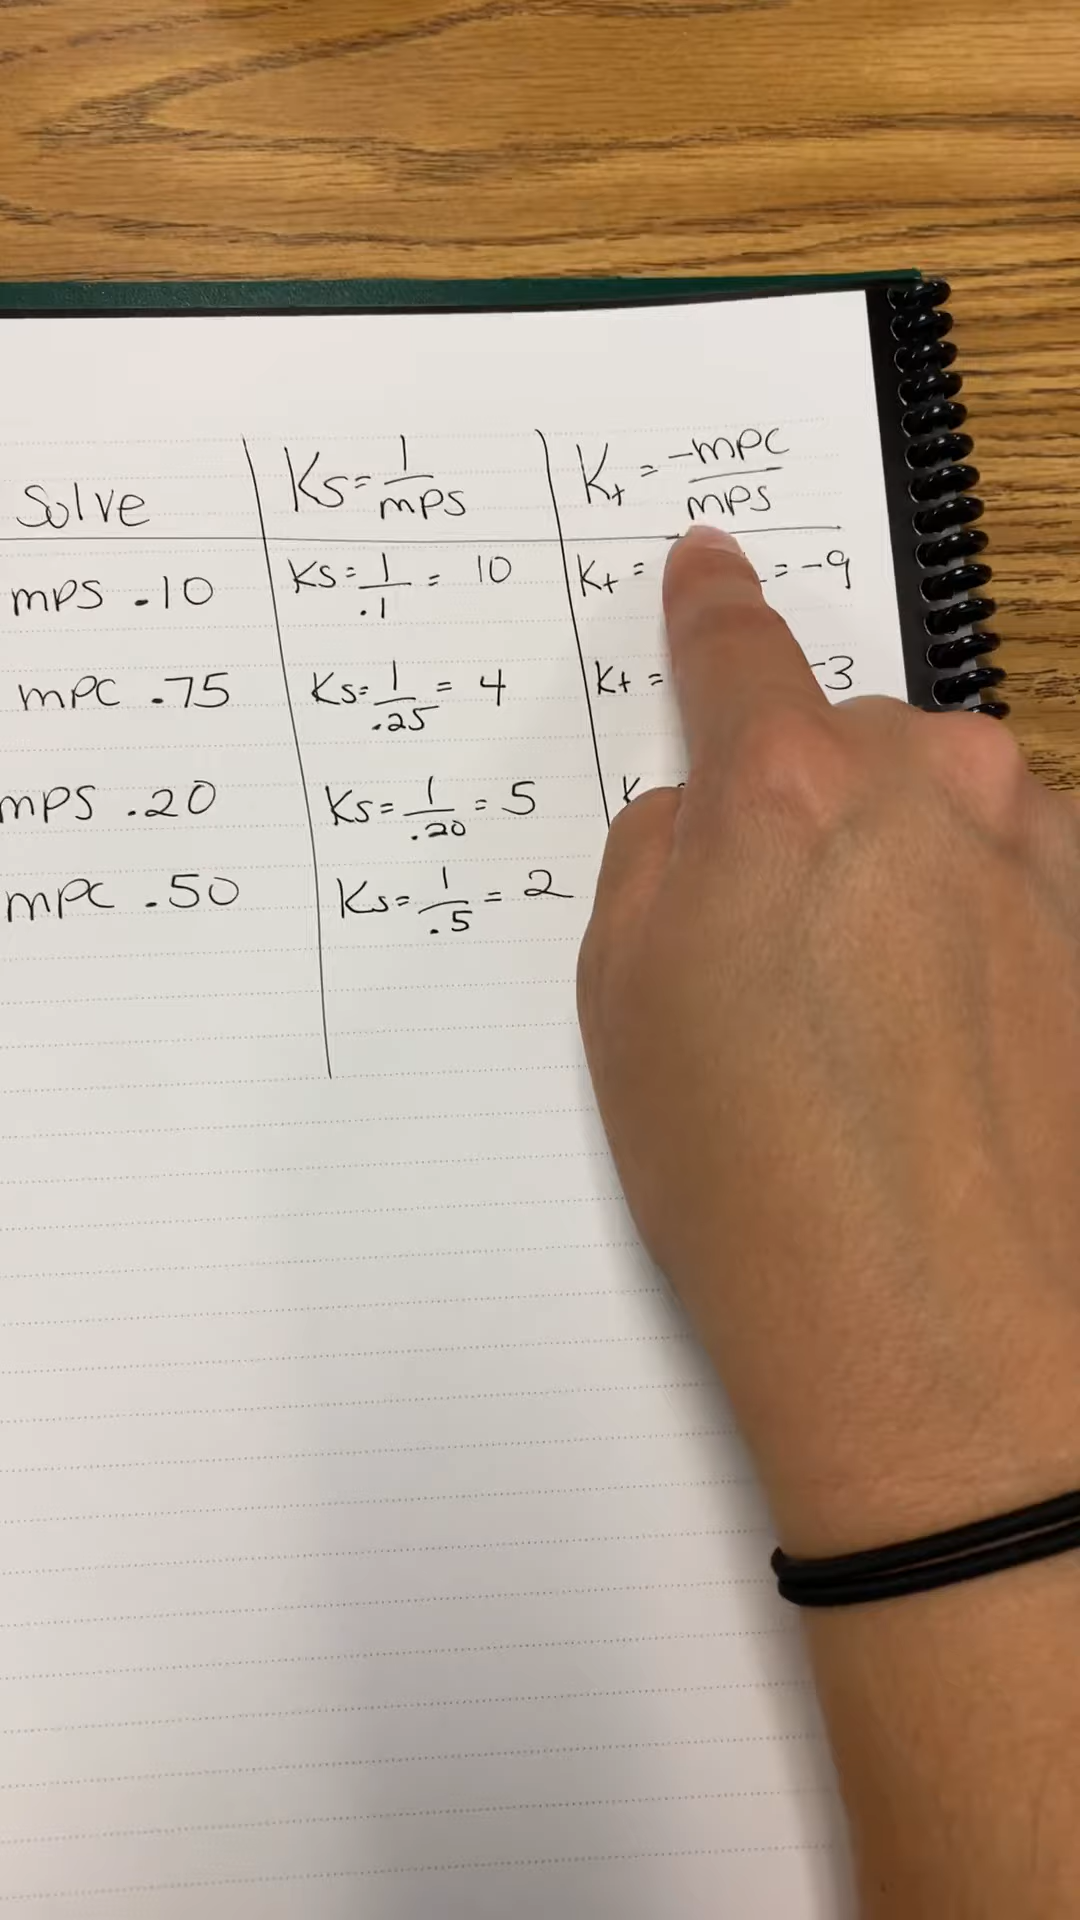 Solve Ks = 1/mps Kt = -mpc/mps
mps .10 Ks = 1/.1 = 10 Kt = = -9
mpc .75 Ks = 1/.25 = 4 Kt = -3
mps .20 Ks = 1/.20 = 5 K
mpc .50 Ks = 1/.5 = 2